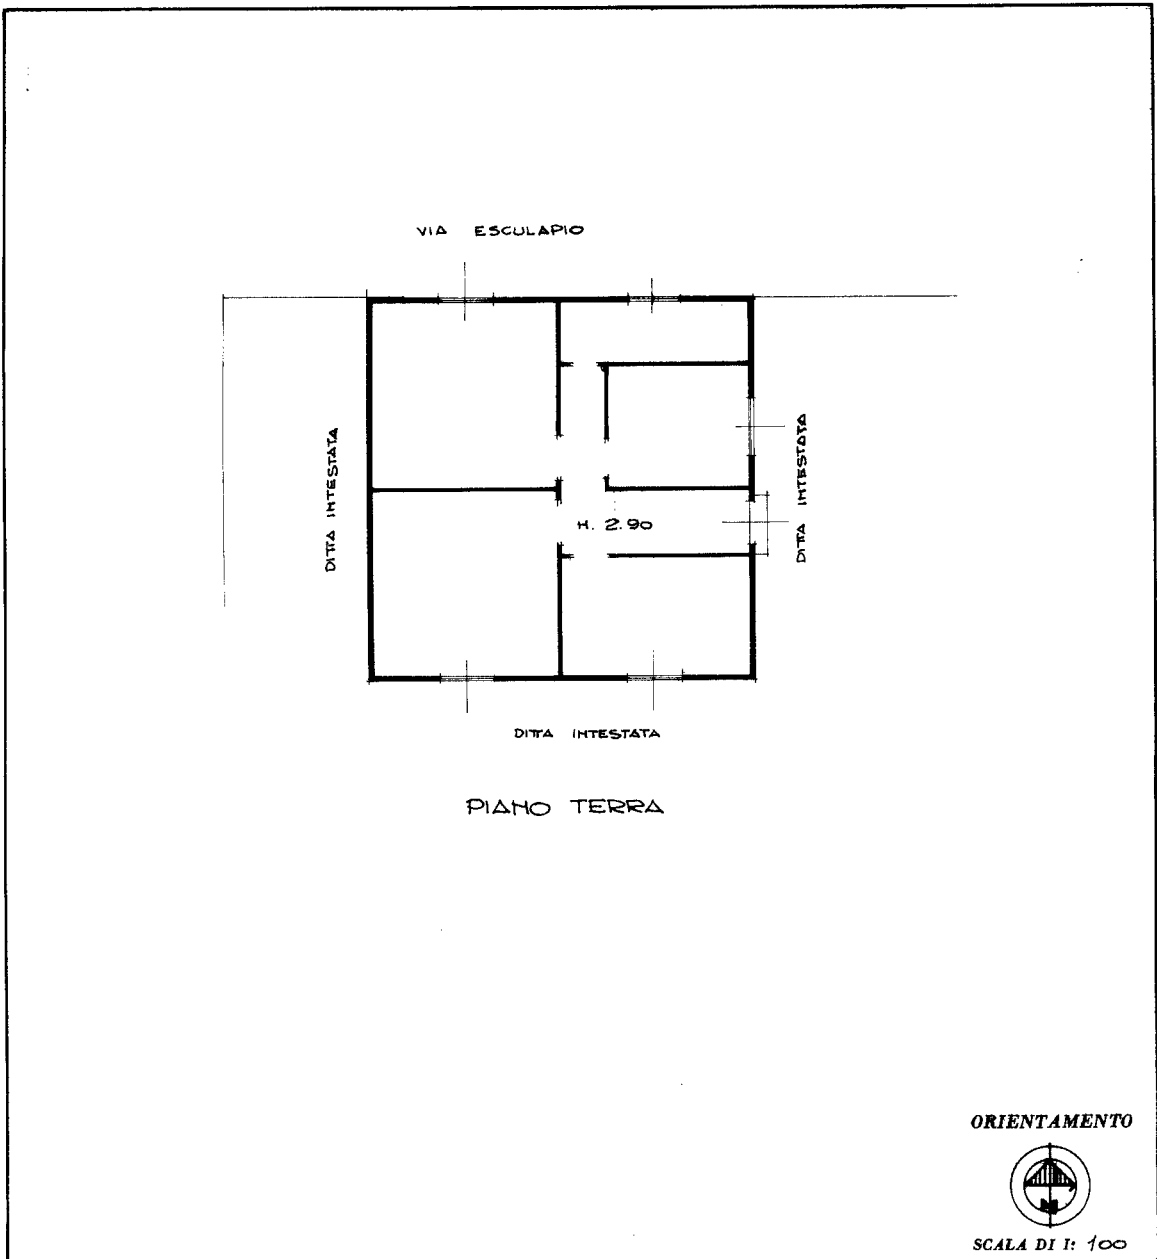 VIA ESCULAPIO
DITTA INTESTATA
DITTA INTESTATA
H. 2.90
DITTA INTESTATA
PIANO TERRA
ORIENTAMENTO
N
SCALA DI 1: 100